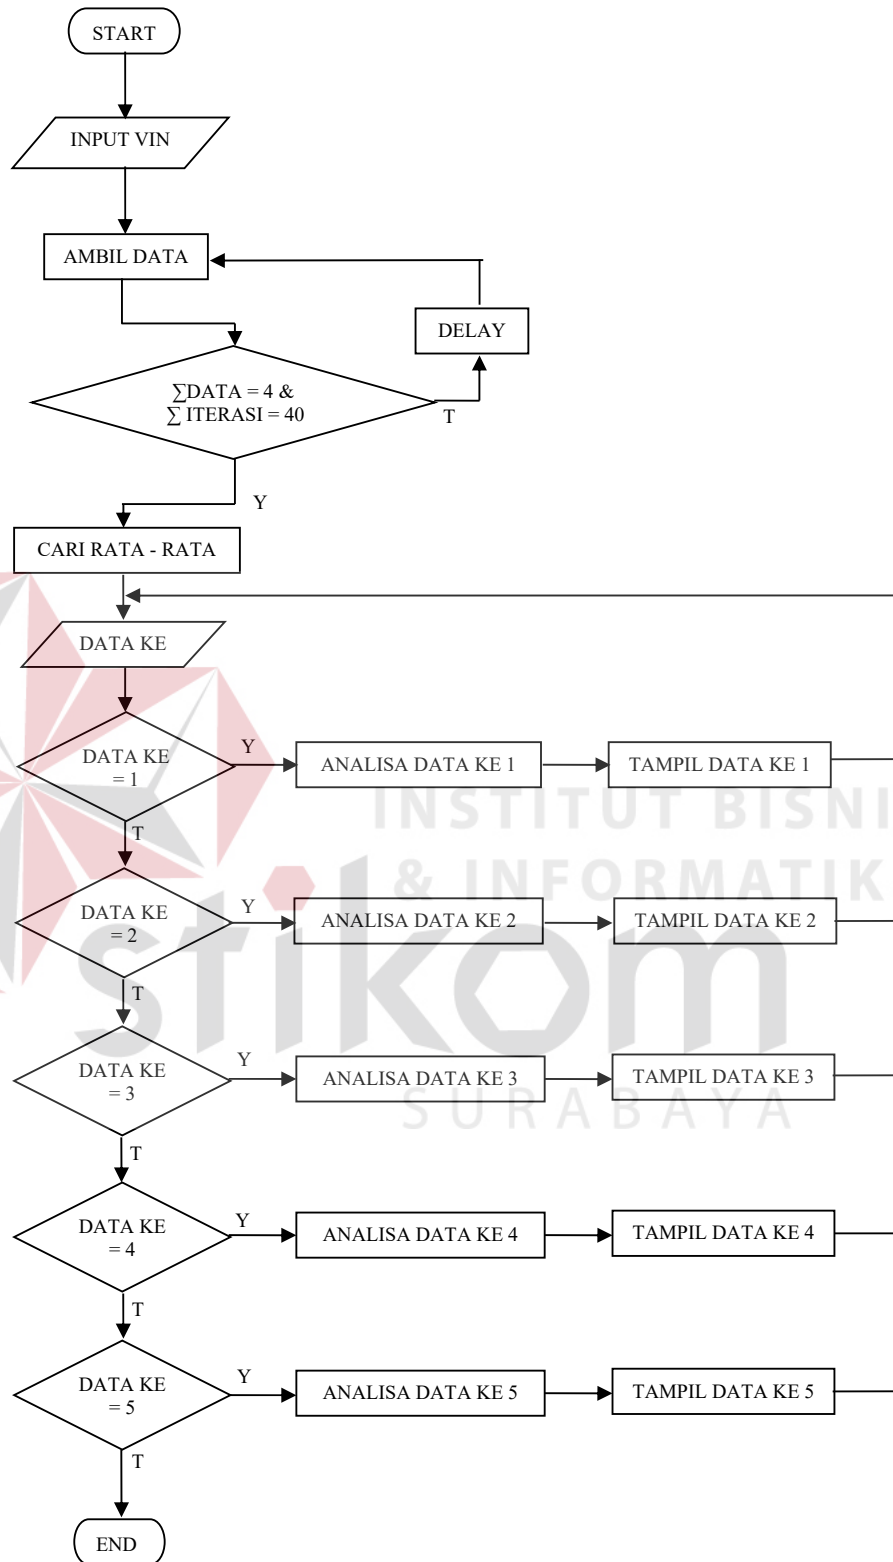 START
INPUT VIN
AMBIL DATA
DELAY
∑DATA = 4 &
∑ ITERASI = 40
T
Y
CARI RATA - RATA
DATA KE
DATA KE
= 1
Y
ANALISA DATA KE 1
TAMPIL DATA KE 1
T
INSTITUT BISNI
& INFORMATIK
stikom
SURABAYA
DATA KE
= 2
Y
ANALISA DATA KE 2
TAMPIL DATA KE 2
T
DATA KE
= 3
Y
ANALISA DATA KE 3
TAMPIL DATA KE 3
T
DATA KE
= 4
Y
ANALISA DATA KE 4
TAMPIL DATA KE 4
T
DATA KE
= 5
Y
ANALISA DATA KE 5
TAMPIL DATA KE 5
T
END